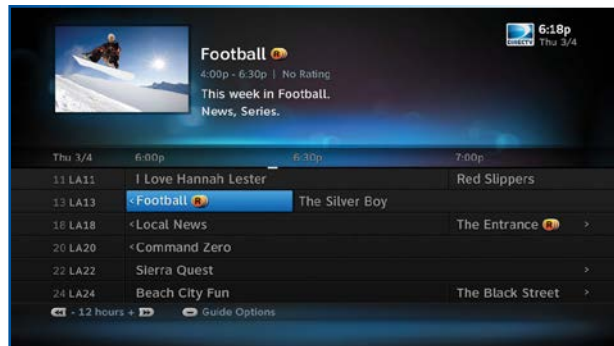 Football R
6:18p
DIRECTV Thu 3/4
4:00p - 6:30p | No Rating
This week in Football.
News, Series.
Thu 3/4 6:00p 6:30p 7:00p
11 LA11 I Love Hannah Lester Red Slippers
13 LA13 <Football R The Silver Boy
18 LA18 <Local News The Entrance R >
20 LA20 <Command Zero
22 LA22 Sierra Quest >
24 LA24 Beach City Fun The Black Street >
- 12 hours + Guide Options